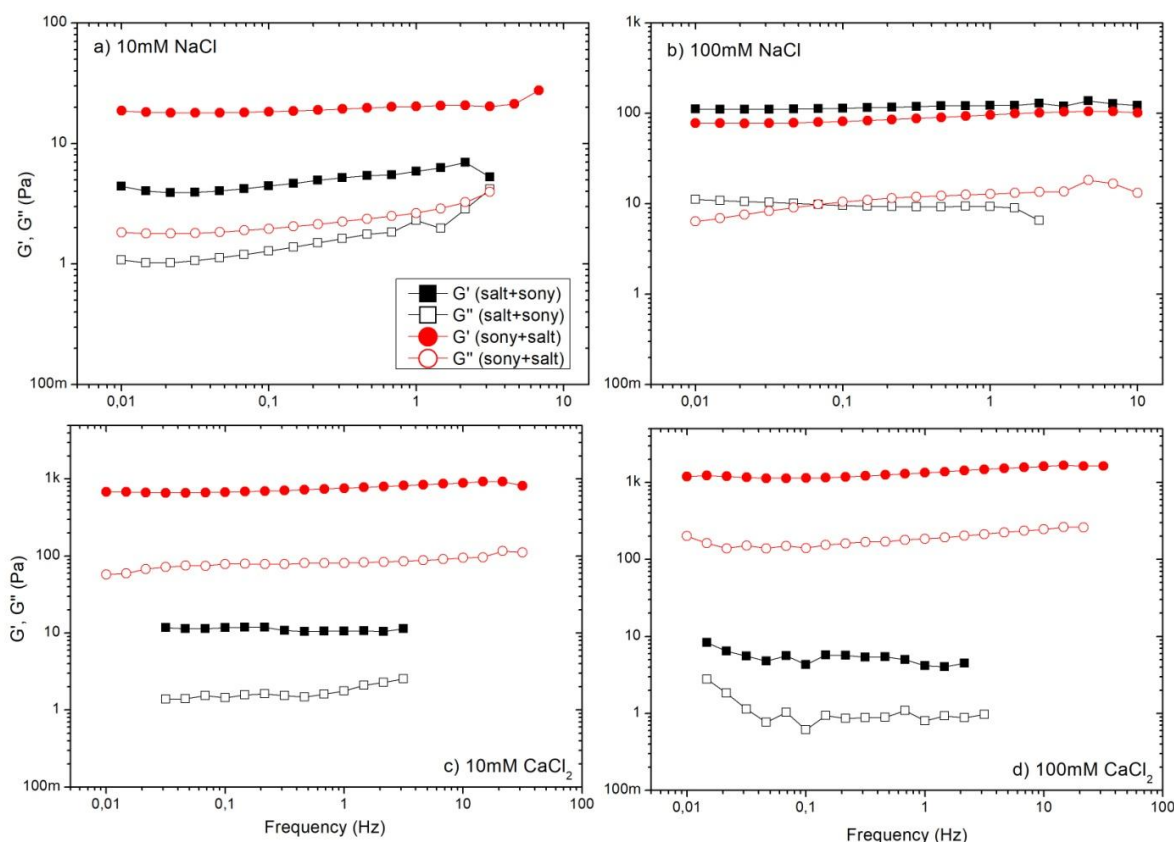 a) 10mM NaCl
G', G'' (Pa)
100
10
1
100m
0,01 0,1 1 10
G' (salt+sony)
G'' (salt+sony)
G' (sony+salt)
G'' (sony+salt)
b) 100mM NaCl
1k
100
10
1
100m
0,01 0,1 1 10
c) 10mM CaCl₂
G', G'' (Pa)
1k
100
10
1
100m
0,01 0,1 1 10 100
Frequency (Hz)
d) 100mM CaCl₂
1k
100
10
1
100m
0,01 0,1 1 10 100
Frequency (Hz)